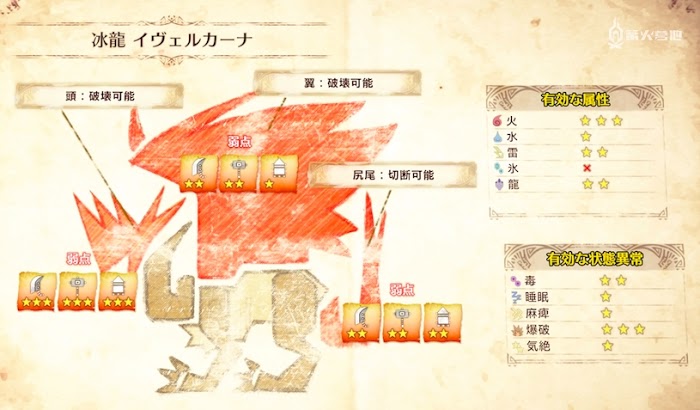 冰龍 イヴェルカーナ
頭：破壊可能
翼：破壊可能
尻尾：切断可能
弱点
弱点
弱点
有効な属性
火
水
雷
氷
龍
有効な状態異常
毒
睡眠
麻痺
爆破
気絶